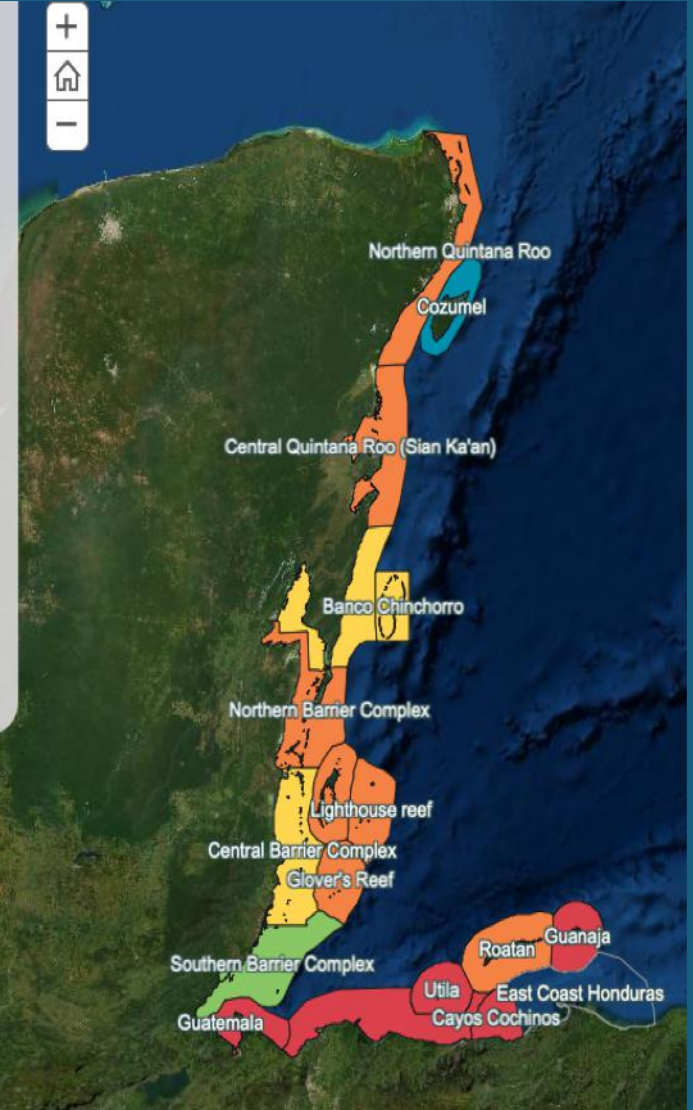 +
−
Northern Quintana Roo
Cozumel
Central Quintana Roo (Sian Ka'an)
Banco Chinchorro
Northern Barrier Complex
Lighthouse reef
Central Barrier Complex
Glover's Reef
Southern Barrier Complex
Guanaja
Roatan
Utila
East Coast Honduras
Cayos Cochinos
Guatemala